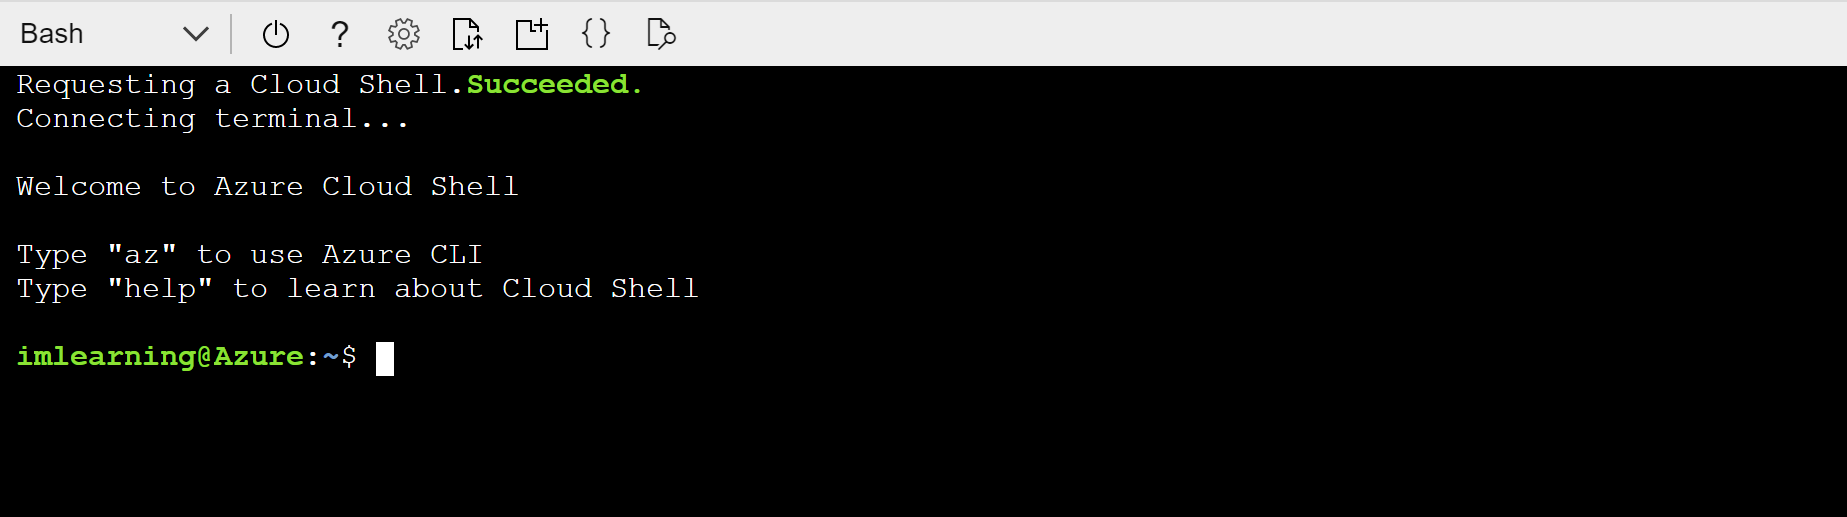 Bash
Requesting a Cloud Shell.Succeeded.
Connecting terminal...
Welcome to Azure Cloud Shell
Type "az" to use Azure CLI
Type "help" to learn about Cloud Shell
imlearning@Azure:~$